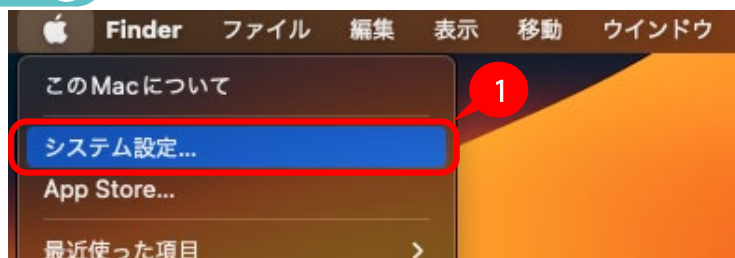 Finder ファイル 編集 表示 移動 ウインドウ
このMacについて
1
システム設定...
App Store...
最近使った項目